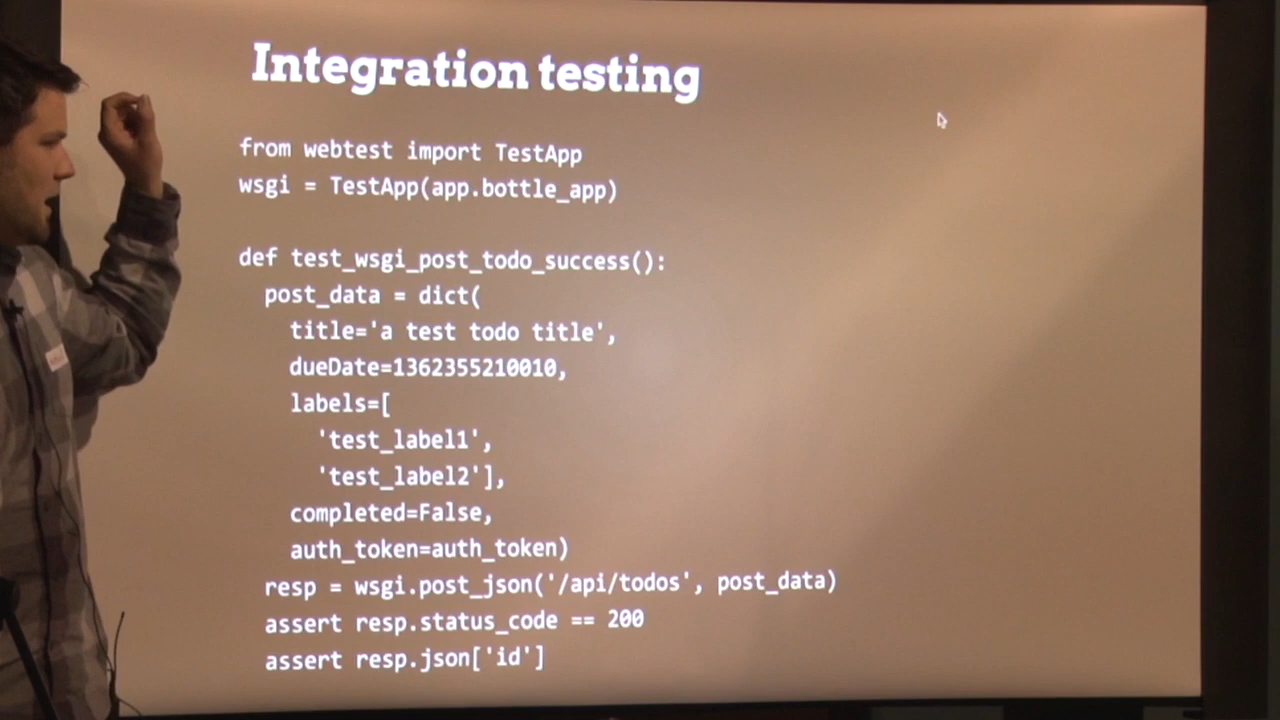 Integration testing
from webtest import TestApp
wsgi = TestApp(app.bottle_app)
def test_wsgi_post_todo_success():
post_data = dict(
title='a test todo title',
dueDate=1362355210010,
labels=[
'test_label1',
'test_label2'],
completed=False,
auth_token=auth_token)
resp = wsgi.post_json('/api/todos', post_data)
assert resp.status_code == 200
assert resp.json['id']